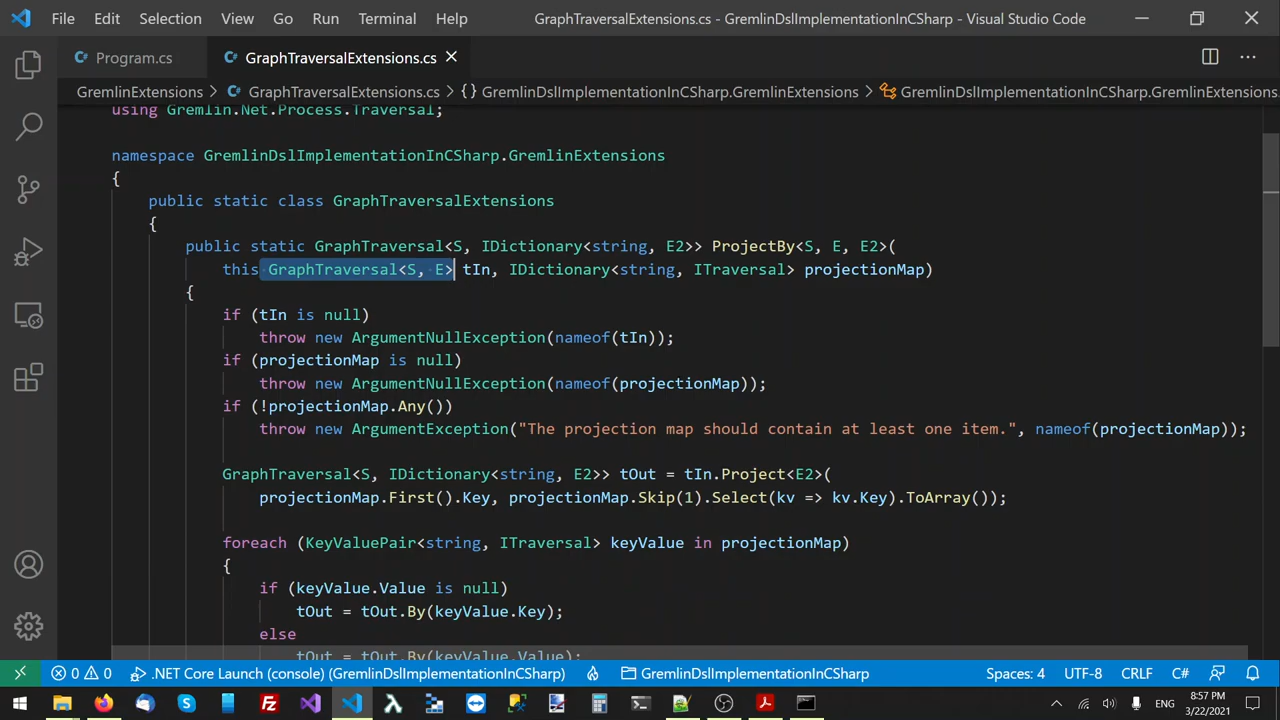 File Edit Selection View Go Run Terminal Help GraphTraversalExtensions.cs - GremlinDslImplementationInCSharp - Visual Studio Code
Program.cs GraphTraversalExtensions.cs
GremlinExtensions > GraphTraversalExtensions.cs > {} GremlinDslImplementationInCSharp.GremlinExtensions > GremlinDslImplementationInCSharp.GremlinExtensions.
using Gremlin.Net.Process.Traversal;
namespace GremlinDslImplementationInCSharp.GremlinExtensions
{
public static class GraphTraversalExtensions
{
public static GraphTraversal<S, IDictionary<string, E2>> ProjectBy<S, E, E2>(
this GraphTraversal<S, E> tIn, IDictionary<string, ITraversal> projectionMap)
{
if (tIn is null)
throw new ArgumentNullException(nameof(tIn));
if (projectionMap is null)
throw new ArgumentNullException(nameof(projectionMap));
if (!projectionMap.Any())
throw new ArgumentException("The projection map should contain at least one item.", nameof(projectionMap));
GraphTraversal<S, IDictionary<string, E2>> tOut = tIn.Project<E2>(
projectionMap.First().Key, projectionMap.Skip(1).Select(kv => kv.Key).ToArray());
foreach (KeyValuePair<string, ITraversal> keyValue in projectionMap)
{
if (keyValue.Value is null)
tOut = tOut.By(keyValue.Key);
else
tOut = tOut.By(keyValue.Value);
0 0 .NET Core Launch (console) (GremlinDslImplementationInCSharp) GremlinDslImplementationInCSharp Spaces: 4 UTF-8 CRLF C#
ENG 8:57 PM
3/22/2021